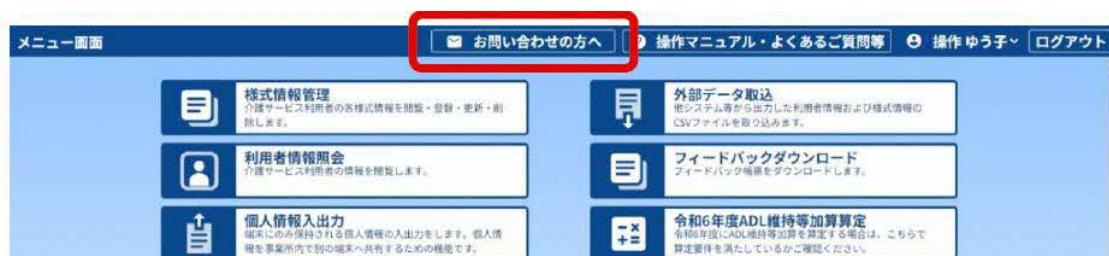 メニュー画面
お問い合わせの方へ
操作マニュアル・よくあるご質問等
操作 ゆう子
ログアウト
様式情報管理
介護サービス利用者の各様式情報を閲覧・登録・更新・削
除します。
外部データ取込
他システム等から出力した利用者情報および様式情報の
CSVファイルを取り込みます。
利用者情報照会
介護サービス利用者の情報を閲覧します。
フィードバックダウンロード
フィードバック帳票をダウンロードします。
個人情報入出力
端末にのみ保持される個人情報の入出力をします。個人情
報を事業所内で別の端末へ共有するための機能です。
令和6年度ADL維持等加算算定
令和6年度にADL維持等加算を算定する場合は、こちらで
算定要件を満たしているかご確認ください。